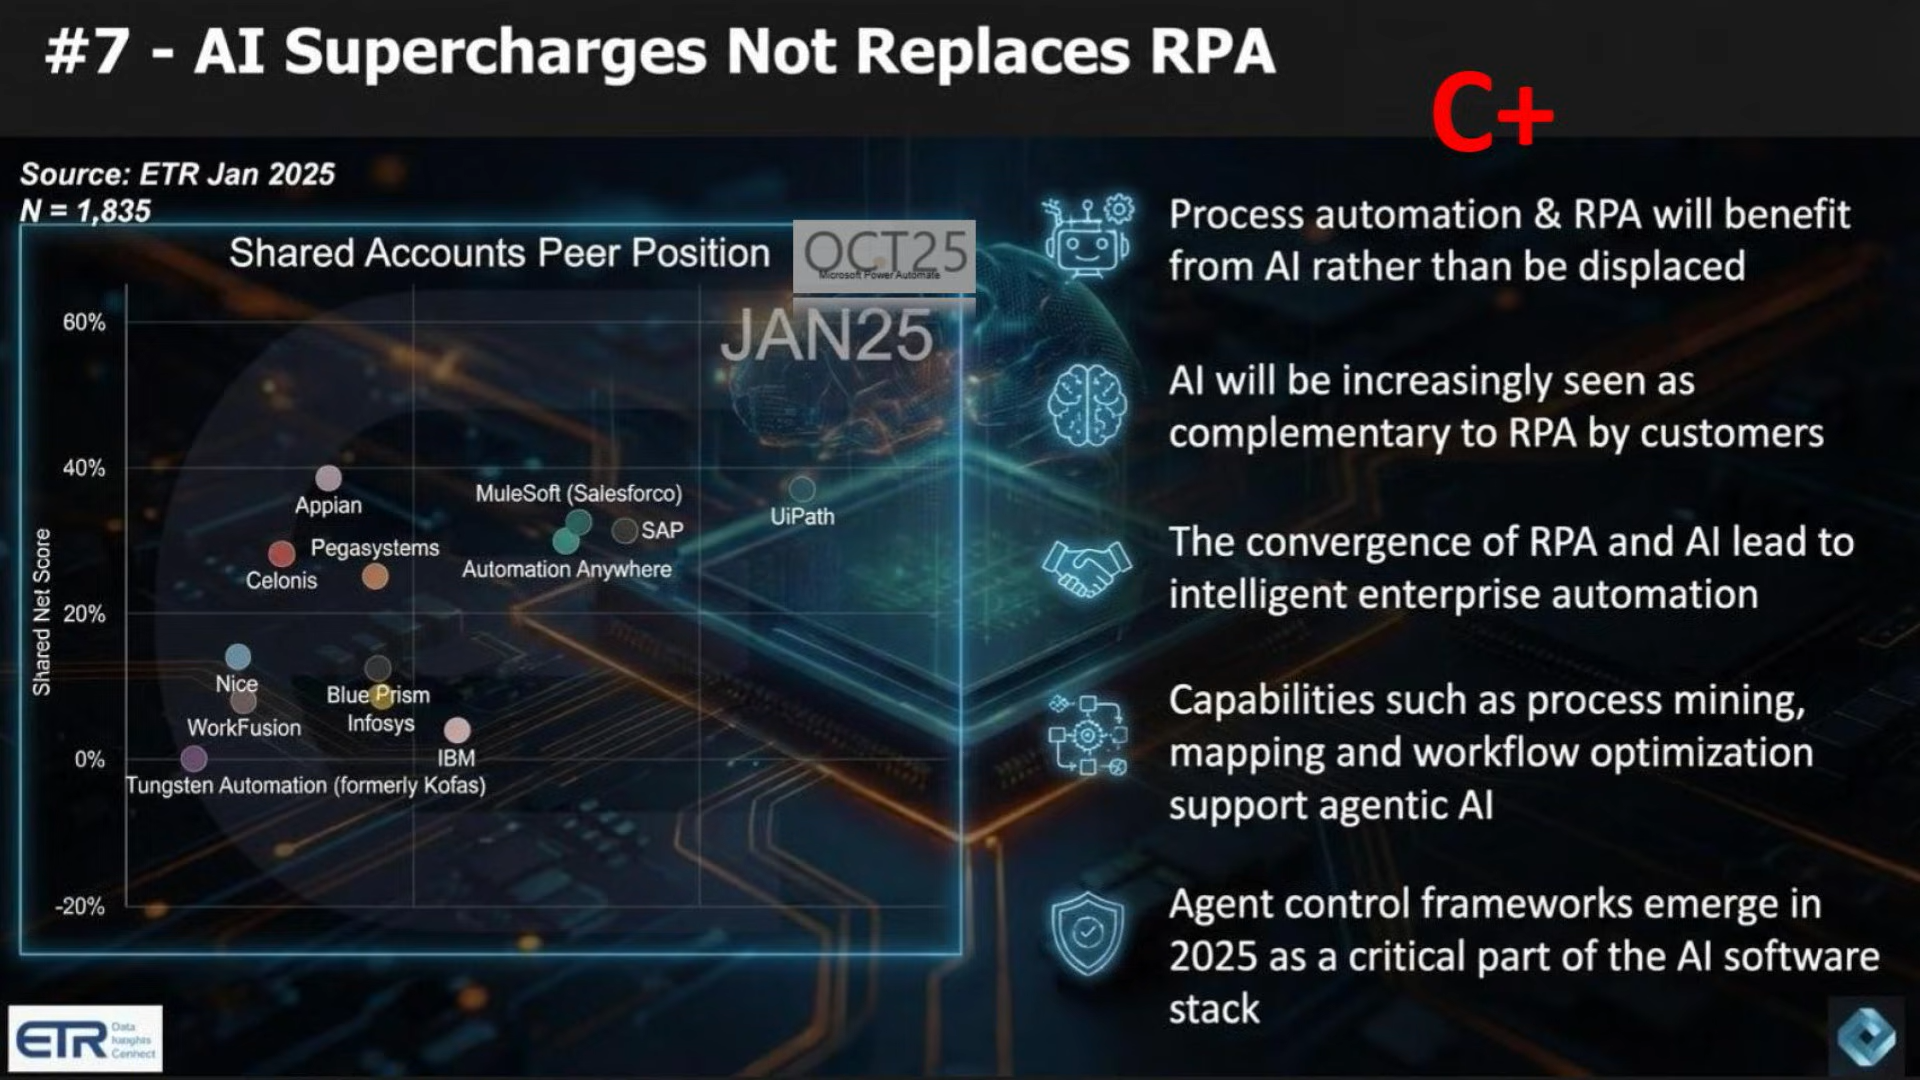 #7 - AI Supercharges Not Replaces RPA
C+
Source: ETR Jan 2025
N = 1,835
Shared Accounts Peer Position
OCT25
Microsoft Power Automate
JAN25
60%
40%
20%
0%
-20%
Shared Net Score
Appian
MuleSoft (Salesforco)
UiPath
SAP
Pegasystems
Celonis
Automation Anywhere
Nice
Blue Prism
WorkFusion
Infosys
IBM
Tungsten Automation (formerly Kofas)
Process automation & RPA will benefit
from AI rather than be displaced
AI will be increasingly seen as
complementary to RPA by customers
The convergence of RPA and AI lead to
intelligent enterprise automation
Capabilities such as process mining,
mapping and workflow optimization
support agentic AI
Agent control frameworks emerge in
2025 as a critical part of the AI software
stack
ETR
Data
Insights
Connect